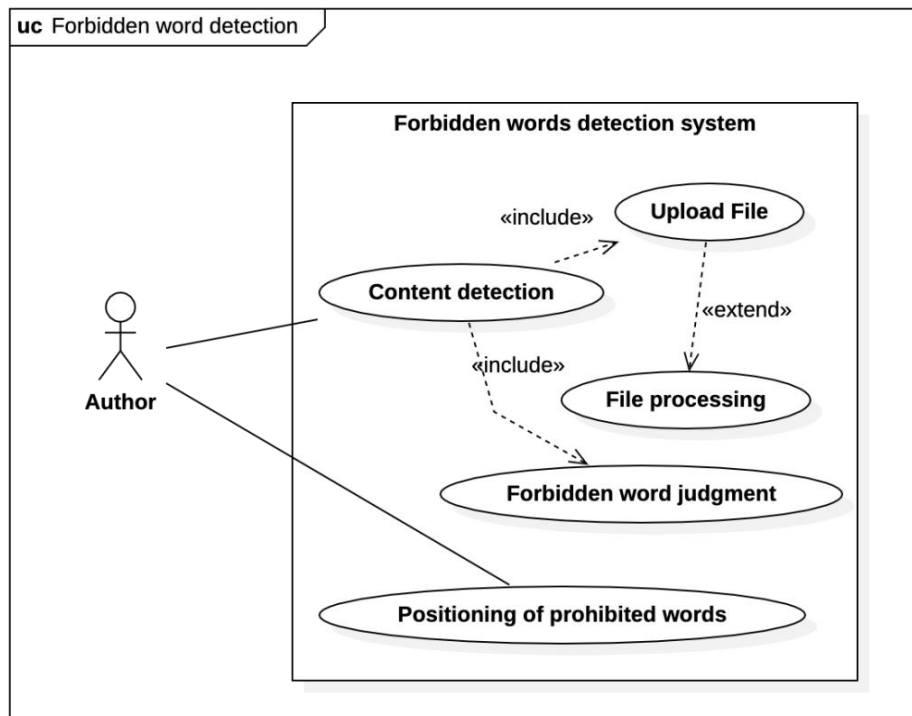 uc Forbidden word detection
Forbidden words detection system
«include»
Upload File
Content detection
«extend»
«include»
File processing
Author
Forbidden word judgment
Positioning of prohibited words